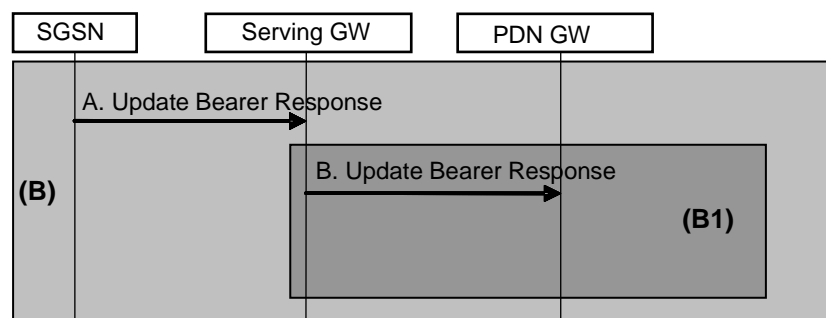 SGSN
Serving GW
PDN GW
A. Update Bearer Response
B. Update Bearer Response
(B)
(B1)